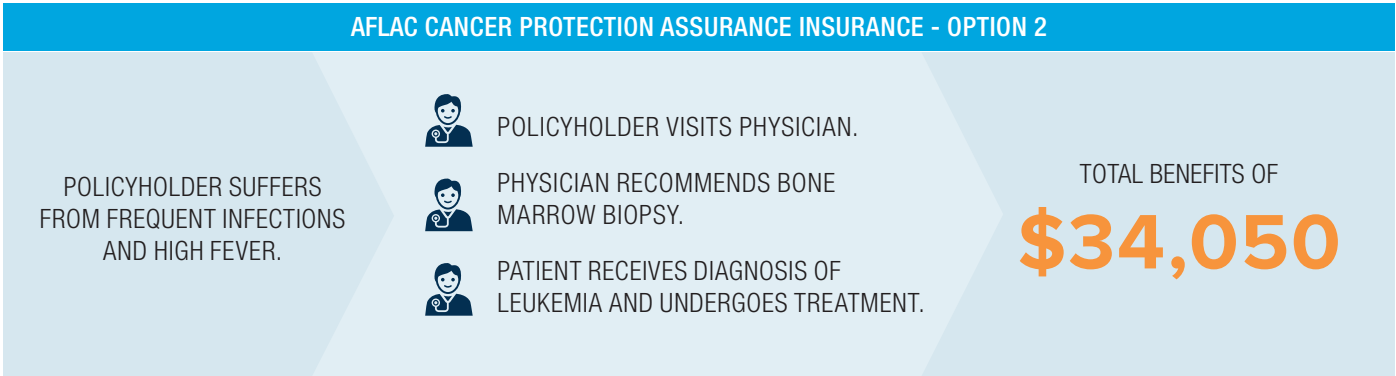 AFLAC CANCER PROTECTION ASSURANCE INSURANCE - OPTION 2
POLICYHOLDER SUFFERS
FROM FREQUENT INFECTIONS
AND HIGH FEVER.
POLICYHOLDER VISITS PHYSICIAN.
PHYSICIAN RECOMMENDS BONE
MARROW BIOPSY.
PATIENT RECEIVES DIAGNOSIS OF
LEUKEMIA AND UNDERGOES TREATMENT.
TOTAL BENEFITS OF
$34,050